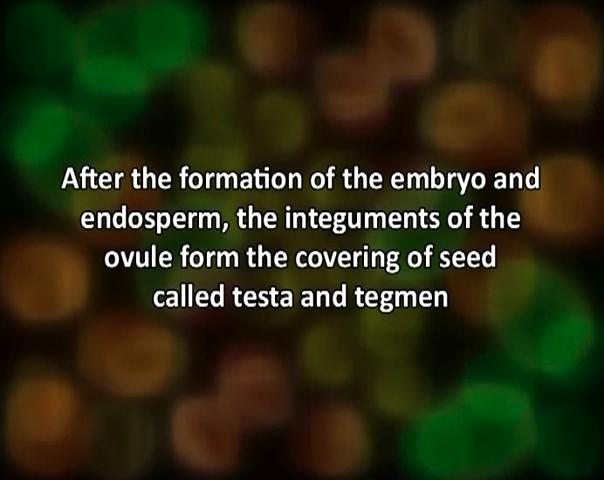 After the formation of the embryo and
endosperm, the integuments of the
ovule form the covering of seed
called testa and tegmen